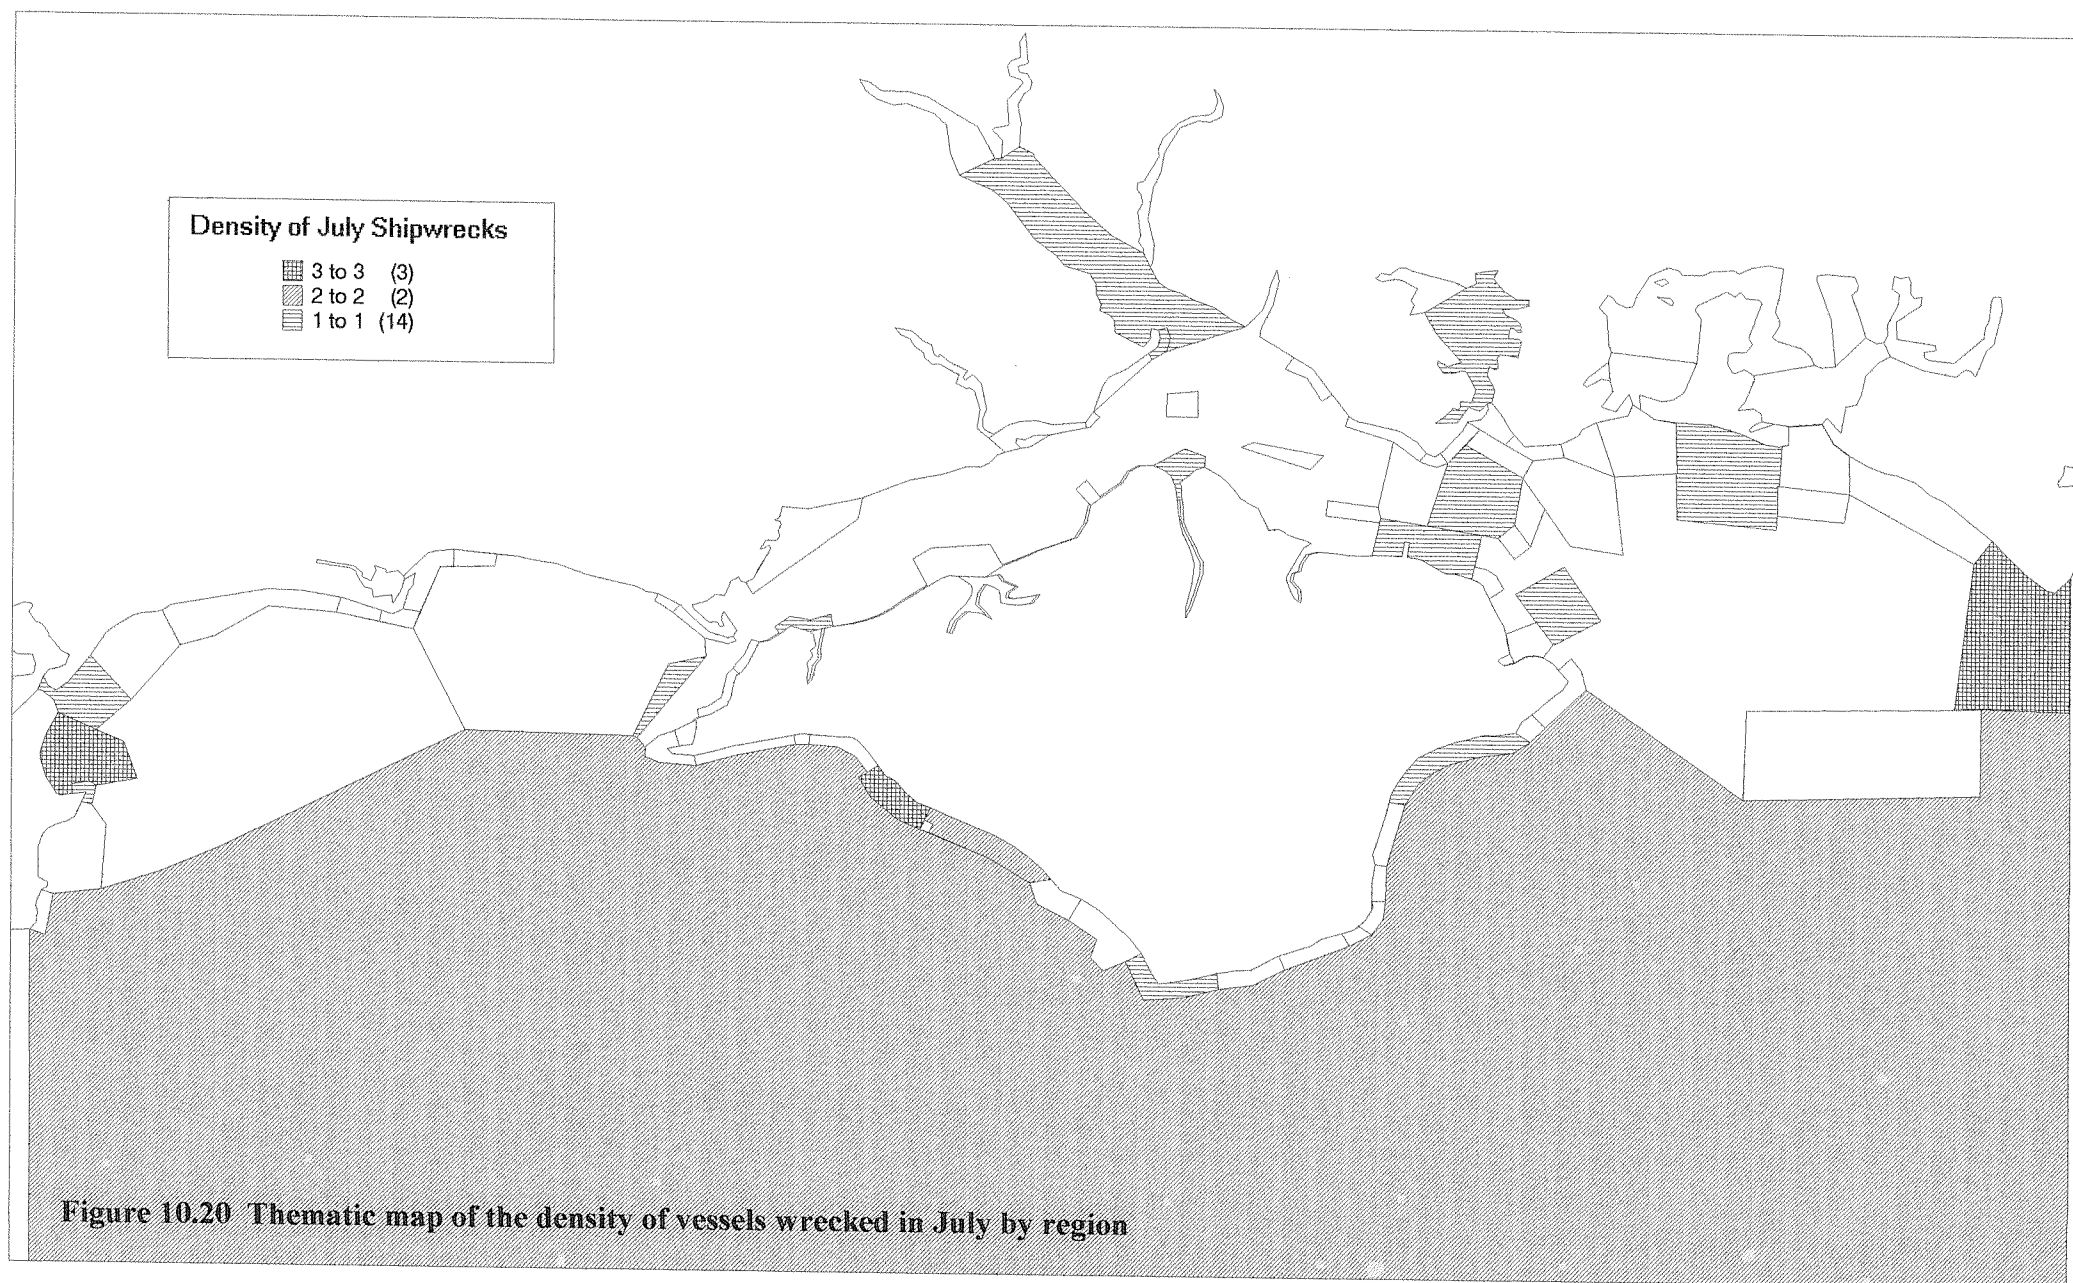 Density of July Shipwrecks
3 to 3 (3)
2 to 2 (2)
1 to 1 (14)
Figure 10.20 Thematic map of the density of vessels wrecked in July by region